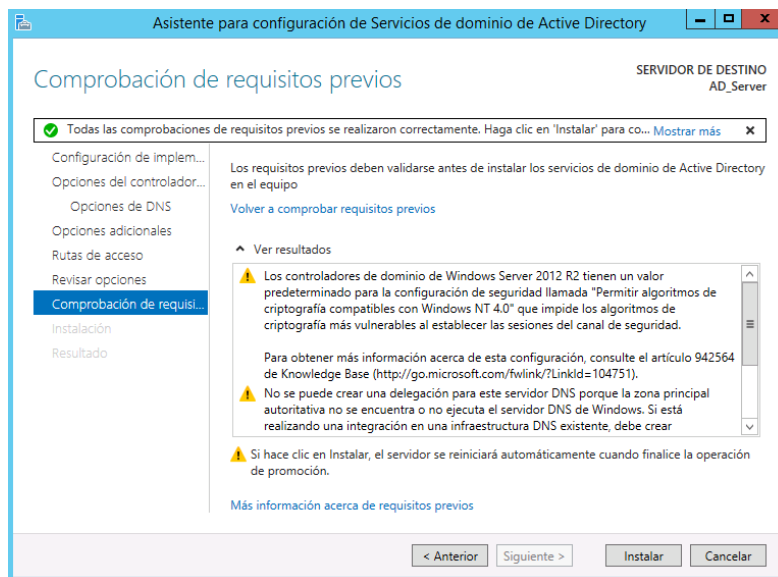 Asistente para configuración de Servicios de dominio de Active Directory
Comprobación de requisitos previos
SERVIDOR DE DESTINO
AD_Server
Todas las comprobaciones de requisitos previos se realizaron correctamente. Haga clic en 'Instalar' para co... Mostrar más
Configuración de implem...
Opciones del controlador...
Opciones de DNS
Opciones adicionales
Rutas de acceso
Revisar opciones
Comprobación de requisi...
Instalación
Resultado
Los requisitos previos deben validarse antes de instalar los servicios de dominio de Active Directory
en el equipo
Volver a comprobar requisitos previos
Ver resultados
Los controladores de dominio de Windows Server 2012 R2 tienen un valor
predeterminado para la configuración de seguridad llamada "Permitir algoritmos de
criptografía compatibles con Windows NT 4.0" que impide los algoritmos de
criptografía más vulnerables al establecer las sesiones del canal de seguridad.
Para obtener más información acerca de esta configuración, consulte el artículo 942564
de Knowledge Base (http://go.microsoft.com/fwlink/?LinkId=104751).
No se puede crear una delegación para este servidor DNS porque la zona principal
autoritativa no se encuentra o no ejecuta el servidor DNS de Windows. Si está
realizando una integración en una infraestructura DNS existente, debe crear
Si hace clic en Instalar, el servidor se reiniciará automáticamente cuando finalice la operación
de promoción.
Más información acerca de requisitos previos
< Anterior
Siguiente >
Instalar
Cancelar